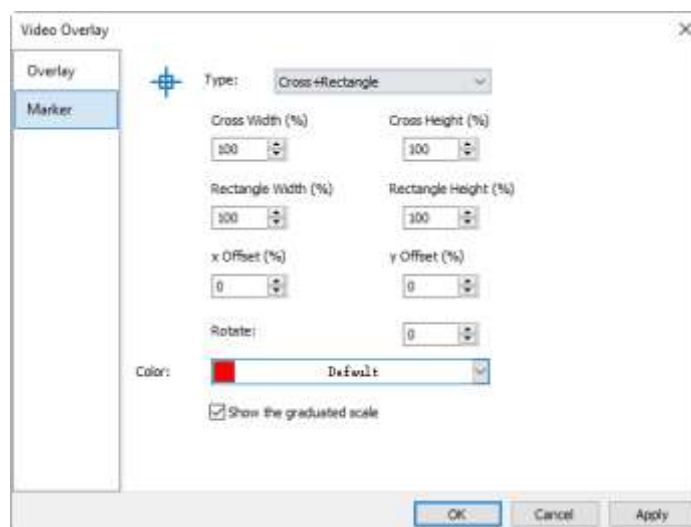 Video Overlay
Overlay
Marker
Type: Cross+Rectangle
Cross Width (%) Cross Height (%)
100 100
Rectangle Width (%) Rectangle Height (%)
100 100
x Offset (%) y Offset (%)
0 0
Rotate: 0
Color: Default
Show the graduated scale
OK Cancel Apply